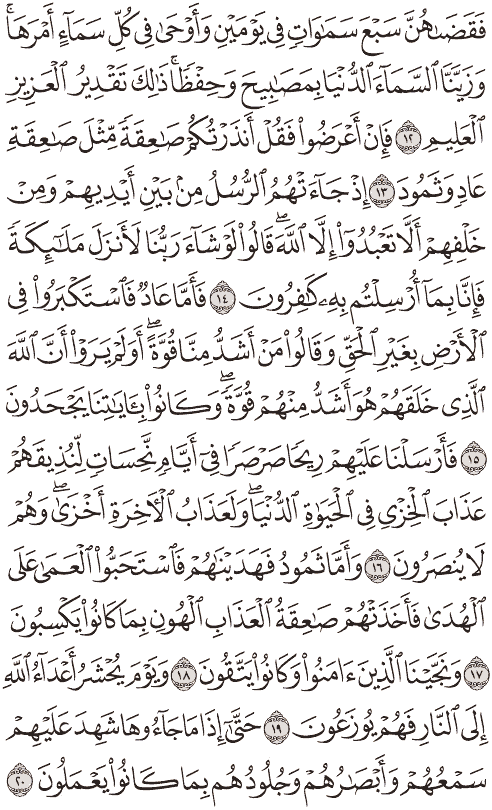 فَقَضَىٰهُنَّ سَبْعَ سَمَٰوَاتٍ فِى يَوْمَيْنِ وَأَوْحَىٰ فِى كُلِّ سَمَآءٍ أَمْرَهَاۚ
وَزَيَّنَّا ٱلسَّمَآءَ ٱلدُّنْيَا بِمَصَٰبِيحَ وَحِفْظًاۚ ذَٰلِكَ تَقْدِيرُ ٱلْعَزِيزِ
ٱلْعَلِيمِ ١٢ فَإِنْ أَعْرَضُوا۟ فَقُلْ أَنذَرْتُكُمْ صَٰعِقَةً مِّثْلَ صَٰعِقَةِ
عَادٍ وَثَمُودَ ١٣ إِذْ جَآءَتْهُمُ ٱلرُّسُلُ مِنۢ بَيْنِ أَيْدِيهِمْ وَمِنْ
خَلْفِهِمْ أَلَّا تَعْبُدُوٓا۟ إِلَّا ٱللَّهَۖ قَالُوا۟ لَوْ شَآءَ رَبُّنَا لَأَنزَلَ مَلَٰٓئِكَةً
فَإِنَّا بِمَآ أُرْسِلْتُم بِهِۦ كَٰفِرُونَ ١٤ فَأَمَّا عَادٌ فَٱسْتَكْبَرُوا۟ فِى
ٱلْأَرْضِ بِغَيْرِ ٱلْحَقِّ وَقَالُوا۟ مَنْ أَشَدُّ مِنَّا قُوَّةًۖ أَوَلَمْ يَرَوْا۟ أَنَّ ٱللَّهَ
ٱلَّذِى خَلَقَهُمْ هُوَ أَشَدُّ مِنْهُمْ قُوَّةًۖ وَكَانُوا۟ بِـَٔايَٰتِنَا يَجْحَدُونَ
١٥ فَأَرْسَلْنَا عَلَيْهِمْ رِيحًا صَرْصَرًا فِىٓ أَيَّامٍ نَّحِسَاتٍ لِّنُذِيقَهُمْ
عَذَابَ ٱلْخِزْىِ فِى ٱلْحَيَوٰةِ ٱلدُّنْيَاۖ وَلَعَذَابُ ٱلْـَٔاخِرَةِ أَخْزَىٰۖ وَهُمْ
لَا يُنصَرُونَ ١٦ وَأَمَّا ثَمُودُ فَهَدَيْنَٰهُمْ فَٱسْتَحَبُّوا۟ ٱلْعَمَىٰ عَلَى
ٱلْهُدَىٰ فَأَخَذَتْهُمْ صَٰعِقَةُ ٱلْعَذَابِ ٱلْهُونِ بِمَا كَانُوا۟ يَكْسِبُونَ
١٧ وَنَجَّيْنَا ٱلَّذِينَ ءَامَنُوا۟ وَكَانُوا۟ يَتَّقُونَ ١٨ وَيَوْمَ يُحْشَرُ أَعْدَآءُ ٱللَّهِ
إِلَى ٱلنَّارِ فَهُمْ يُوزَعُونَ ١٩ حَتَّىٰٓ إِذَا مَا جَآءُوهَا شَهِدَ عَلَيْهِمْ
سَمْعُهُمْ وَأَبْصَٰرُهُمْ وَجُلُودُهُم بِمَا كَانُوا۟ يَعْمَلُونَ ٢٠